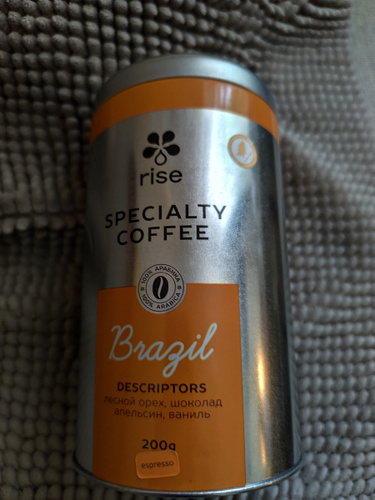 rise
SPECIALTY
COFFEE
100% АРАБИКА
100% ARABICA
Brazil
DESCRIPTORS
лесной орех, шоколад
апельсин, ваниль
200g
espresso